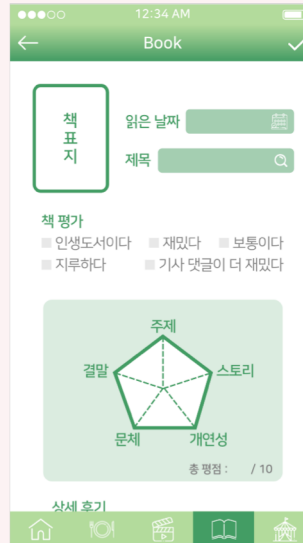 12:34 AM
Book
책
표
지
읽은 날짜
제목
책 평가
인생도서이다 재밌다 보통이다
지루하다 기사 댓글이 더 재밌다
주제
결말 스토리
문체 개연성
총 평점 : / 10
상세 후기